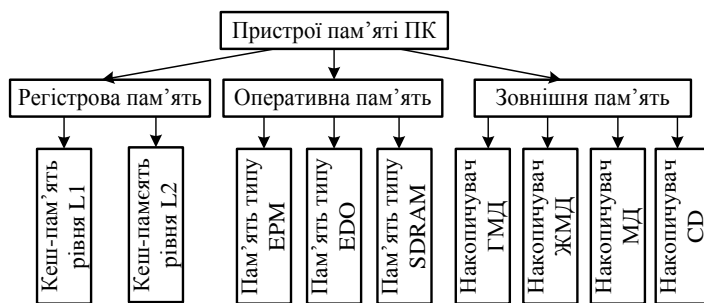 Пристрої пам’яті ПК
Регістрова пам’ять
Оперативна пам’ять
Зовнішня пам’ять
Кеш-пам’ять
рівня L1
Кеш-памєять
рівня L2
Пам’ять типу
EPM
Пам’ять типу
EDO
Пам’ять типу
SDRAM
Накопичувач
ГМД
Накопичувач
ЖМД
Накопичувач
МД
Накопичувач
CD